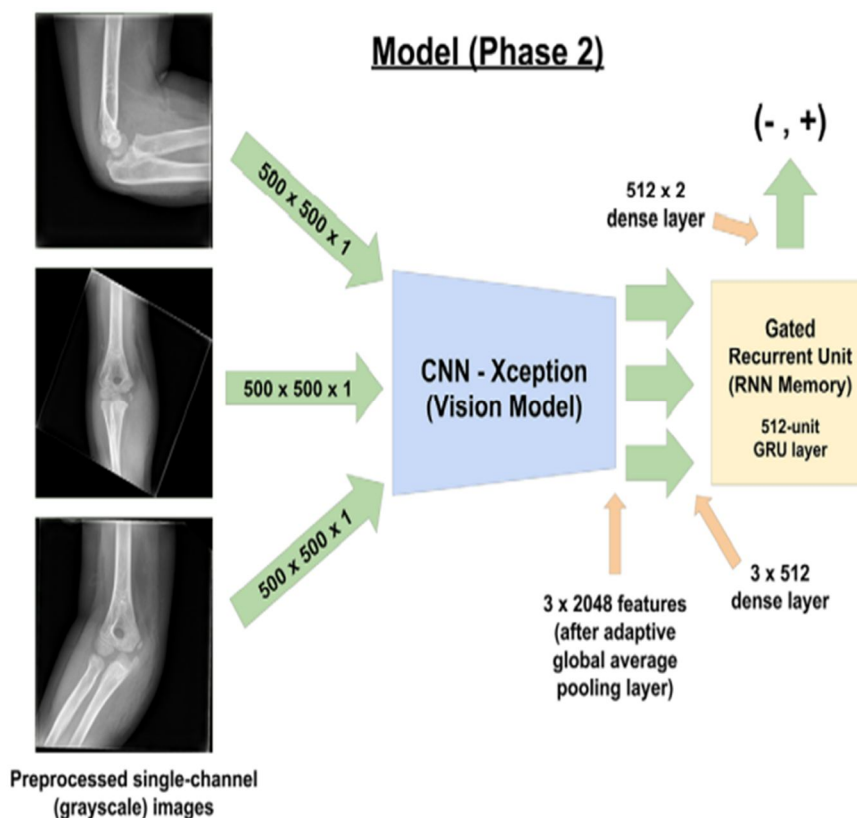 Model (Phase 2)
(- , +)
512 x 2
dense layer
500 x 500 x 1
500 x 500 x 1
500 x 500 x 1
CNN - Xception
(Vision Model)
Gated
Recurrent Unit
(RNN Memory)
512-unit
GRU layer
3 x 2048 features
(after adaptive
global average
pooling layer)
3 x 512
dense layer
Preprocessed single-channel
(grayscale) images